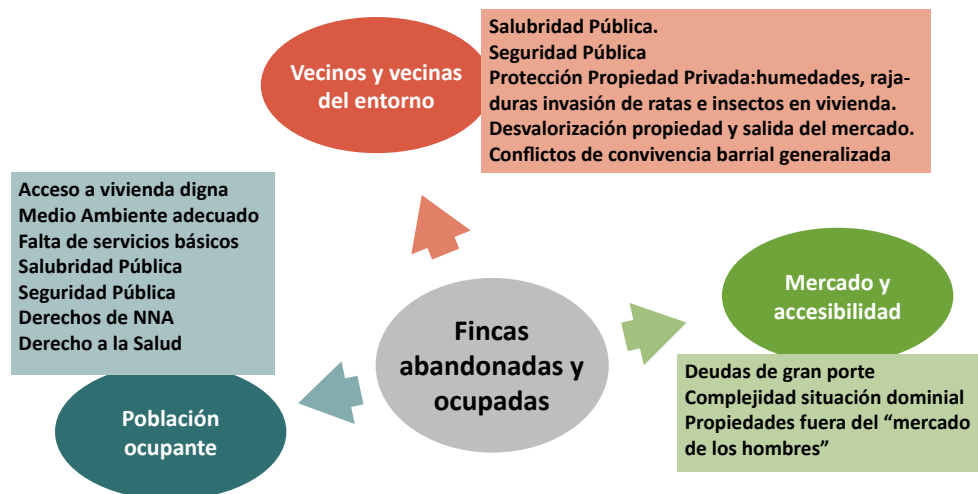 Vecinos y vecinas
del entorno
Salubridad Pública.
Seguridad Pública
Protección Propiedad Privada:humedades, raja-
duras invasión de ratas e insectos en vivienda.
Desvalorización propiedad y salida del mercado.
Conflictos de convivencia barrial generalizada
Acceso a vivienda digna
Medio Ambiente adecuado
Falta de servicios básicos
Salubridad Pública
Seguridad Pública
Derechos de NNA
Derecho a la Salud
Población
ocupante
Fincas
abandonadas y
ocupadas
Mercado y
accesibilidad
Deudas de gran porte
Complejidad situación dominial
Propiedades fuera del “mercado
de los hombres”